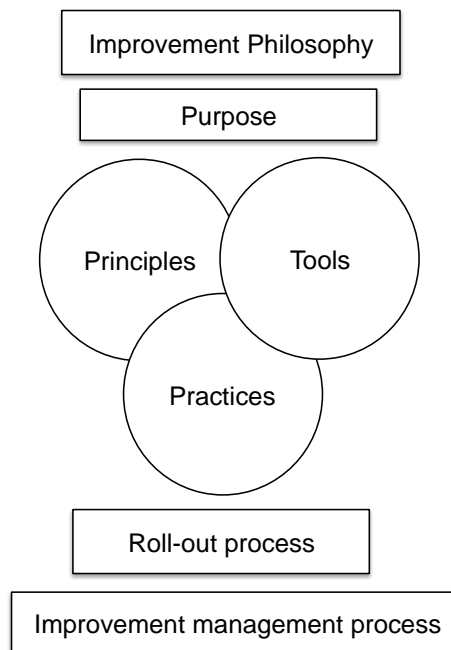 Improvement Philosophy
Purpose
Principles
Tools
Practices
Roll-out process
Improvement management process